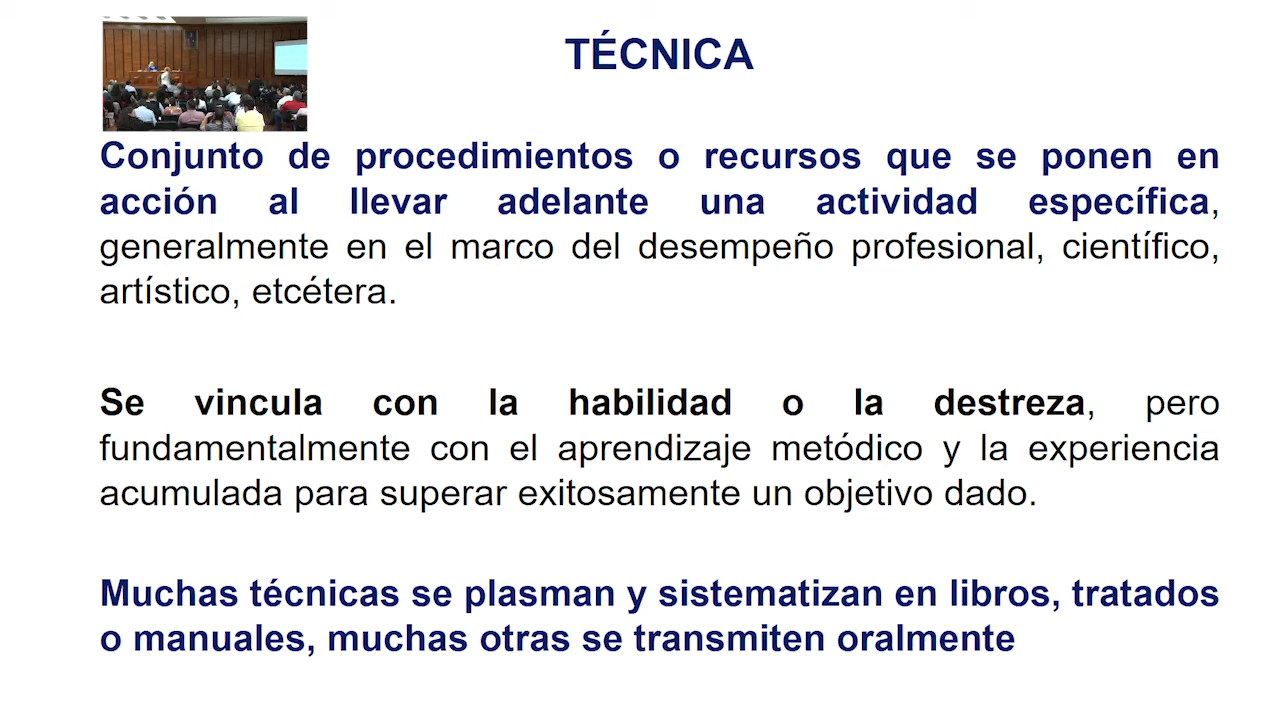 TÉCNICA
Conjunto de procedimientos o recursos que se ponen en
acción al llevar adelante una actividad específica,
generalmente en el marco del desempeño profesional, científico,
artístico, etcétera.
Se vincula con la habilidad o la destreza, pero
fundamentalmente con el aprendizaje metódico y la experiencia
acumulada para superar exitosamente un objetivo dado.
Muchas técnicas se plasman y sistematizan en libros, tratados
o manuales, muchas otras se transmiten oralmente